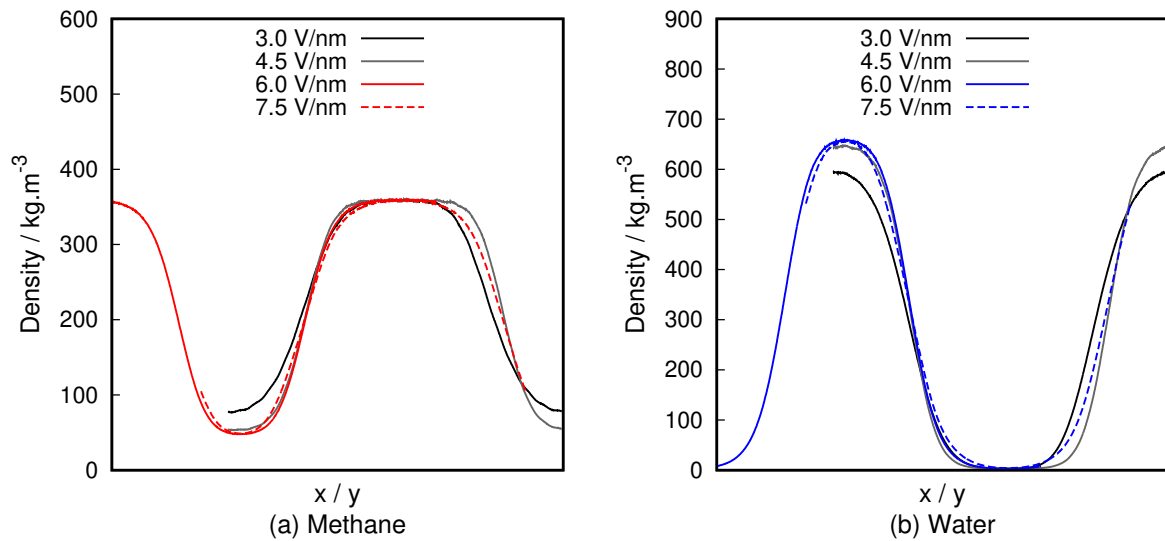 600
500
400
300
200
100
0
Density / kg.m⁻³
3.0 V/nm
4.5 V/nm
6.0 V/nm
7.5 V/nm
x / y
(a) Methane
900
800
700
600
500
400
300
200
100
0
Density / kg.m⁻³
3.0 V/nm
4.5 V/nm
6.0 V/nm
7.5 V/nm
x / y
(b) Water